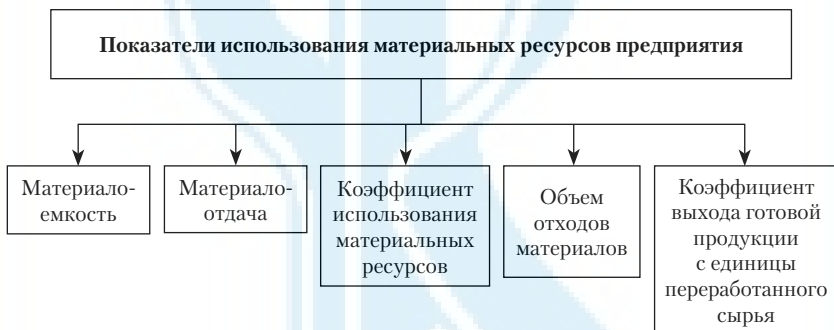 Показатели использования материальных ресурсов предприятия
Материало-
емкость
Материало-
отдача
Коэффициент
использования
материальных
ресурсов
Объем
отходов
материалов
Коэффициент
выхода готовой
продукции
с единицы
переработанного
сырья